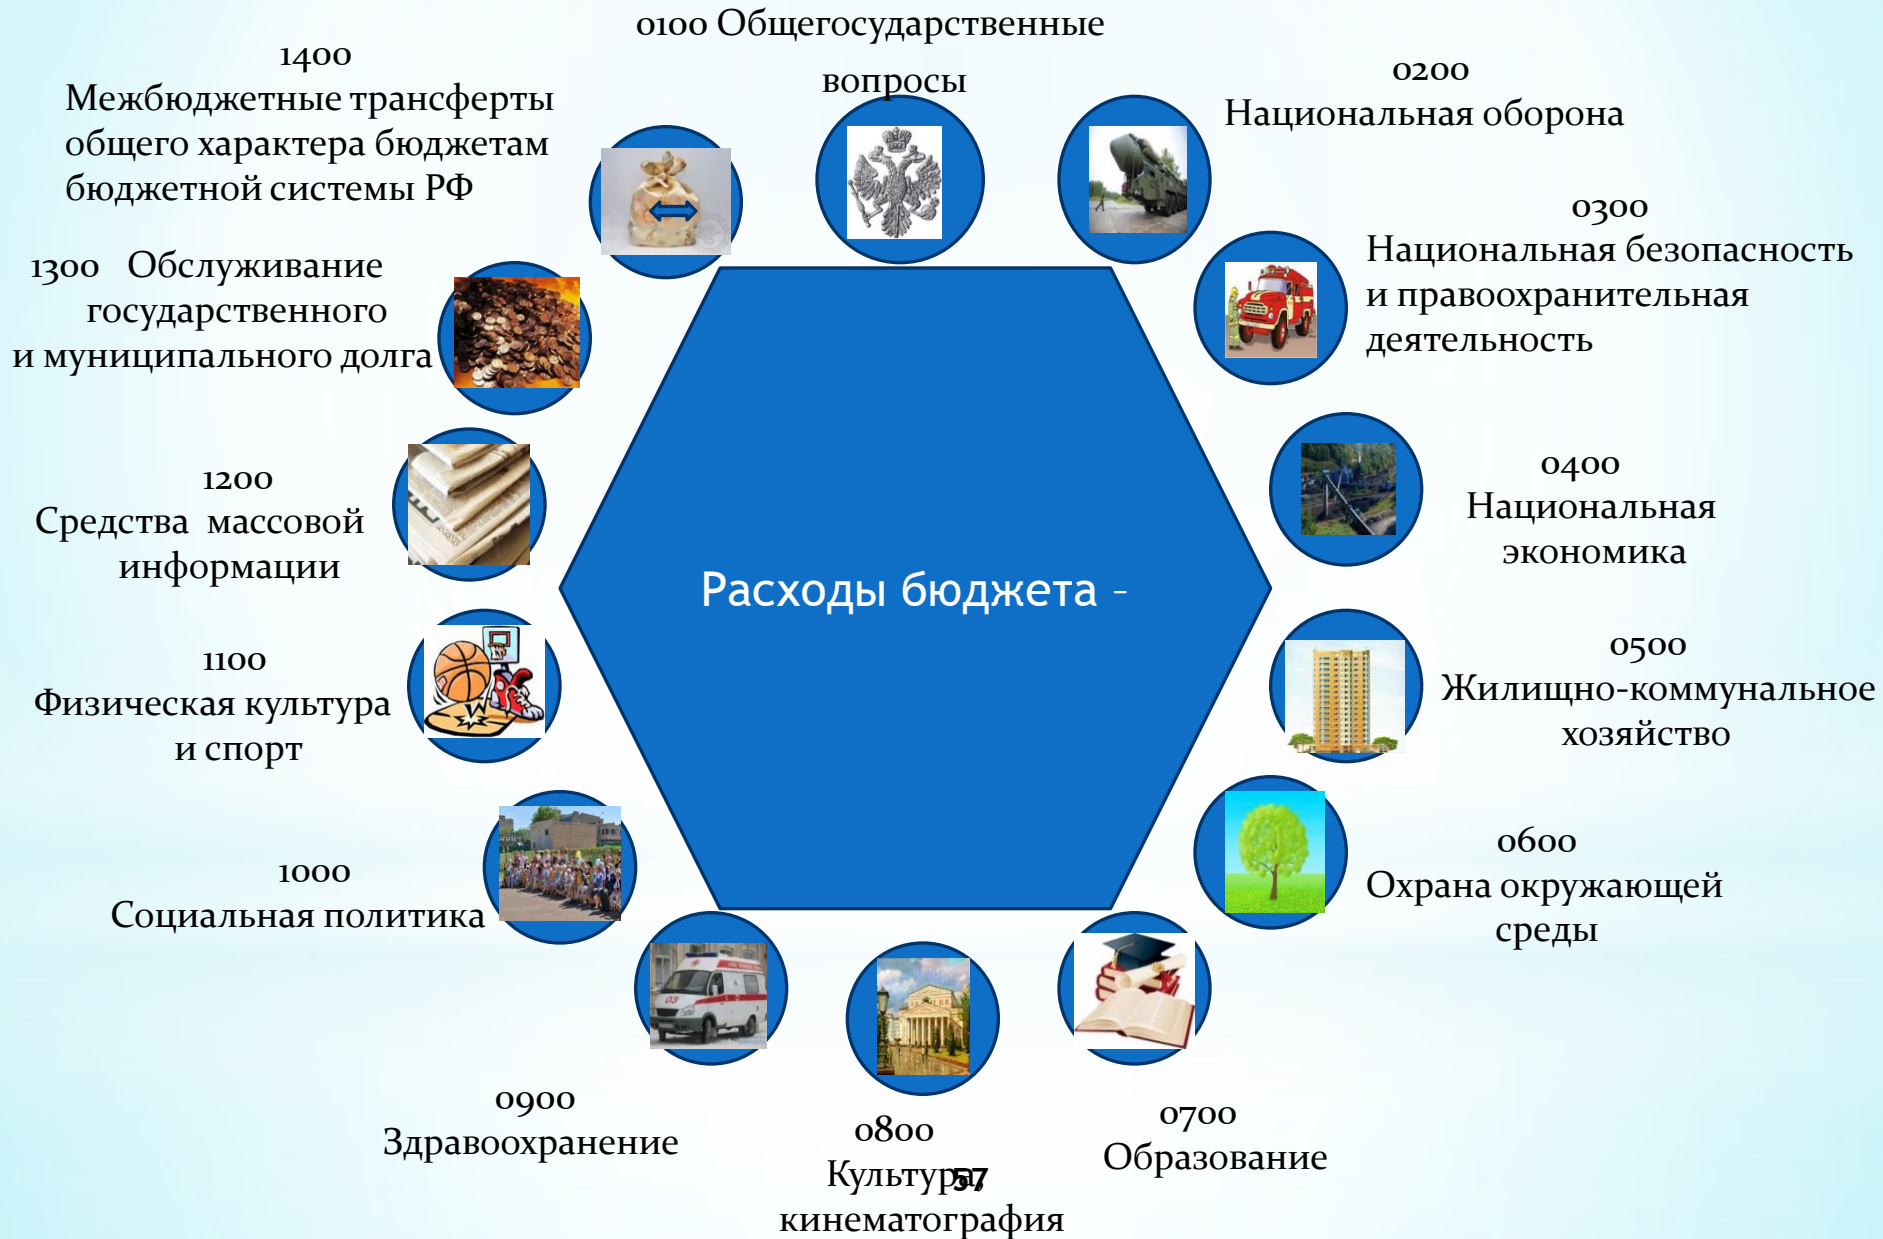 0100 Общегосударственные
вопросы
0200
Национальная оборона
0300
Национальная безопасность
и правоохранительная
деятельность
0400
Национальная
экономика
0500
Жилищно-коммунальное
хозяйство
0600
Охрана окружающей
среды
0700
Образование
0800
Культура,
кинематография
57
0900
Здравоохранение
1000
Социальная политика
1100
Физическая культура
и спорт
1200
Средства массовой
информации
1300 Обслуживание
государственного
и муниципального долга
1400
Межбюджетные трансферты
общего характера бюджетам
бюджетной системы РФ
Расходы бюджета -
03